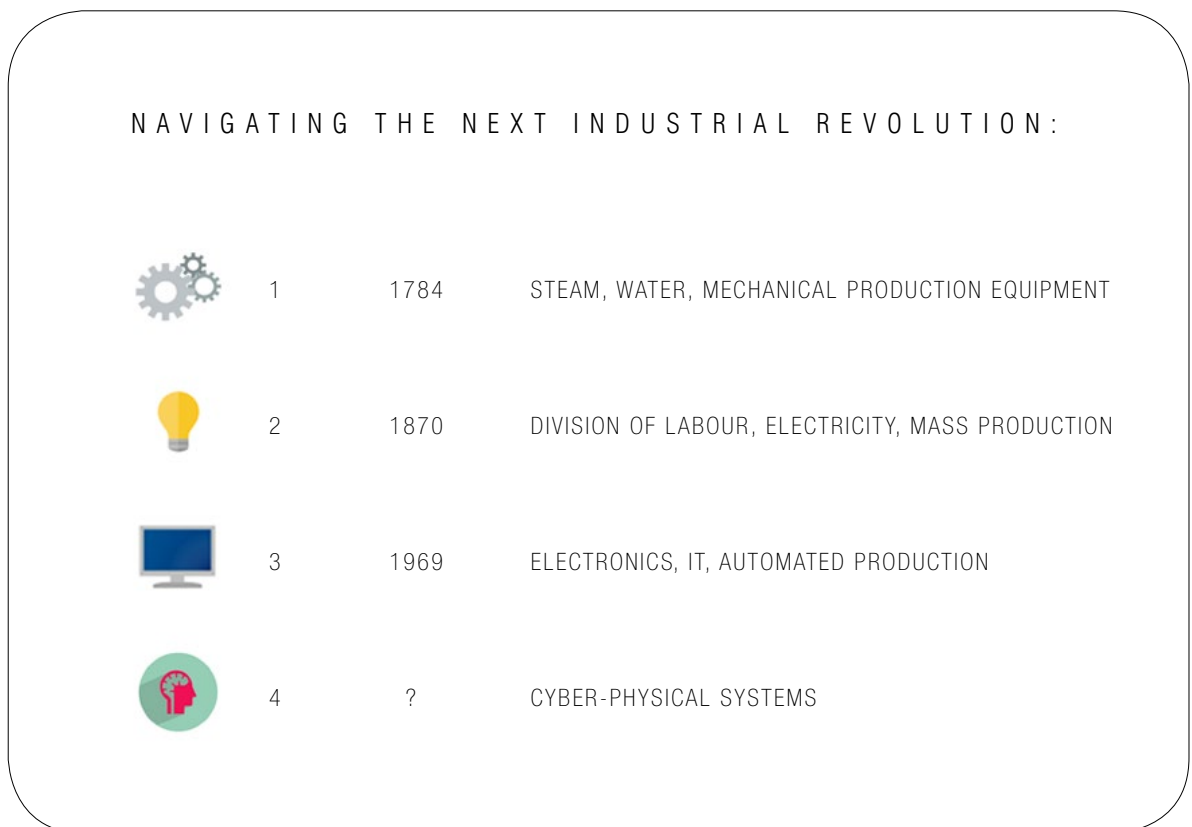 NAVIGATING THE NEXT INDUSTRIAL REVOLUTION:
1 1784 STEAM, WATER, MECHANICAL PRODUCTION EQUIPMENT
2 1870 DIVISION OF LABOUR, ELECTRICITY, MASS PRODUCTION
3 1969 ELECTRONICS, IT, AUTOMATED PRODUCTION
4 ? CYBER-PHYSICAL SYSTEMS